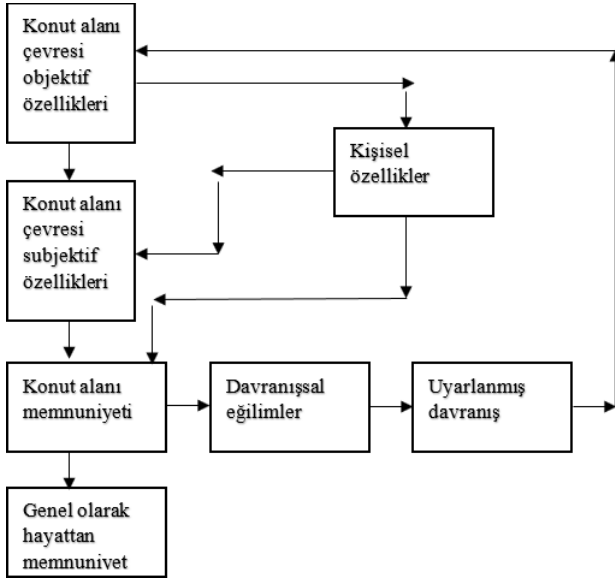 Konut alanı
çevresi
objektif
özellikleri
Kişisel
özellikler
Konut alanı
çevresi
subjektif
özellikleri
Konut alanı
memnuniyeti
Davranışsal
eğilimler
Uyarlanmış
davranış
Genel olarak
hayattan
memnuniyet